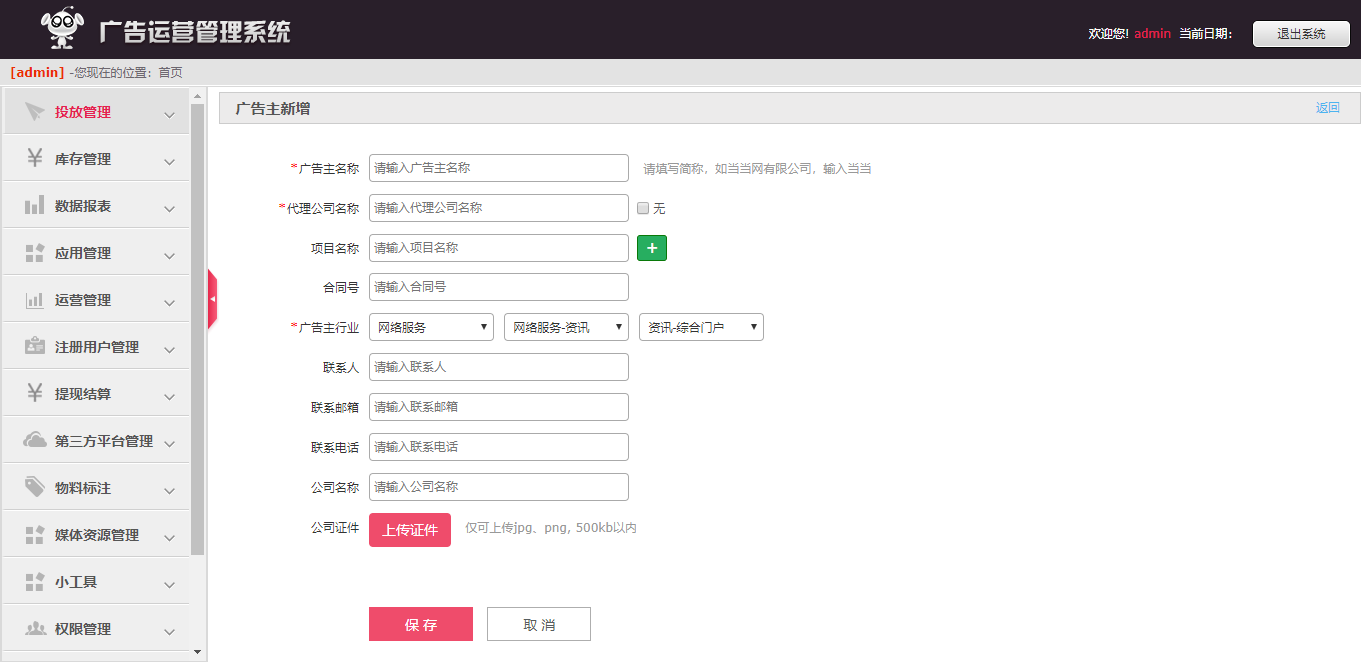 广告运营管理系统
欢迎您! admin 当前日期:
退出系统
[admin] -您现在的位置：首页
投放管理
库存管理
数据报表
应用管理
运营管理
注册用户管理
提现结算
第三方平台管理
物料标注
媒体资源管理
小工具
权限管理
广告主新增
返回
*广告主名称 请输入广告主名称 请填写简称，如当当网有限公司，输入当当
*代理公司名称 请输入代理公司名称 无
项目名称 请输入项目名称 +
合同号 请输入合同号
*广告主行业 网络服务 网络服务-资讯 资讯-综合门户
联系人 请输入联系人
联系邮箱 请输入联系邮箱
联系电话 请输入联系电话
公司名称 请输入公司名称
公司证件 上传证件 仅可上传jpg、png, 500kb以内
保 存 取 消